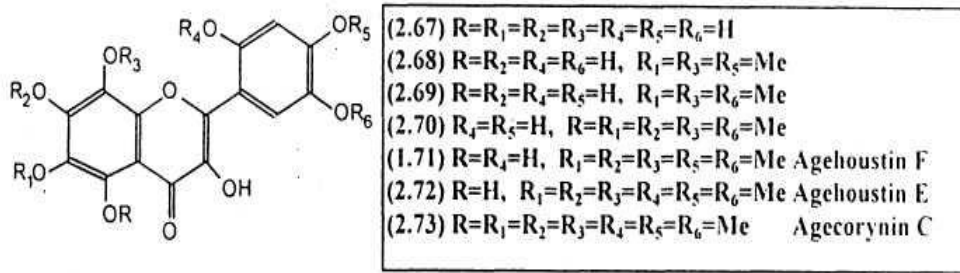 R₄O
OR₅
OR₃
R₂O
O
OR₆
R₁O
OH
OR
O
(2.67) R=R₁=R₂=R₃=R₄=R₅=R₆=H
(2.68) R=R₂=R₄=R₆=H, R₁=R₃=R₅=Me
(2.69) R=R₂=R₄=R₅=H, R₁=R₃=R₆=Me
(2.70) R₄=R₅=H, R=R₁=R₂=R₃=R₆=Me
(1.71) R=R₄=H, R₁=R₂=R₃=R₅=R₆=Me Agehoustin F
(2.72) R=H, R₁=R₂=R₃=R₄=R₅=R₆=Me Agehoustin E
(2.73) R=R₁=R₂=R₃=R₄=R₅=R₆=Me Agecorynin C